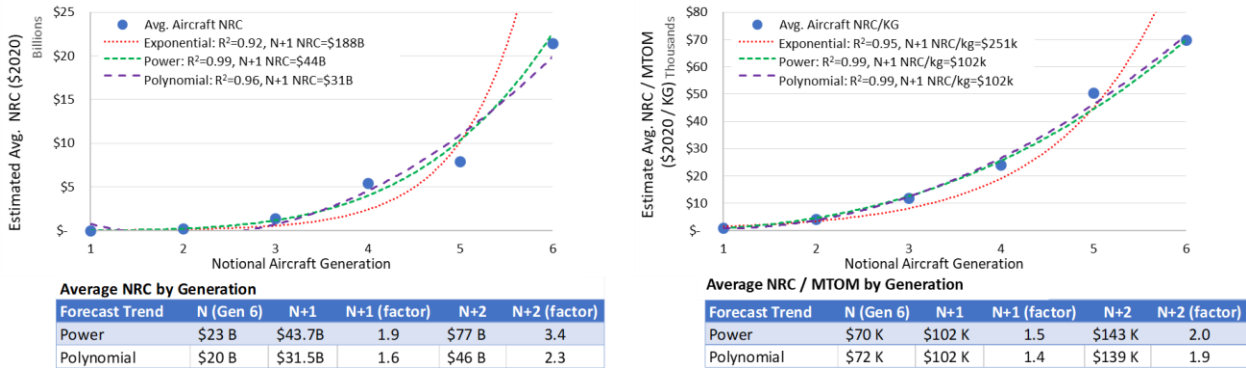 $25
$20
$15
$10
$5
$-
Estimated Avg. NRC ($2020)
Billions
Avg. Aircraft NRC
Exponential: R²=0.92, N+1 NRC=$188B
Power: R²=0.99, N+1 NRC=$44B
Polynomial: R²=0.96, N+1 NRC=$31B
1 2 3 4 5 6
Notional Aircraft Generation
Average NRC by Generation
Forecast Trend N (Gen 6) N+1 N+1 (factor) N+2 N+2 (factor)
Power $23 B $43.7B 1.9 $77 B 3.4
Polynomial $20 B $31.5B 1.6 $46 B 2.3
$80
$70
$60
$50
$40
$30
$20
$10
$-
Estimate Avg. NRC / MTOM
($2020 / KG)
Thousands
Avg. Aircraft NRC/KG
Exponential: R²=0.95, N+1 NRC/kg=$251k
Power: R²=0.99, N+1 NRC/kg=$102k
Polynomial: R²=0.99, N+1 NRC/kg=$102k
1 2 3 4 5 6
Notional Aircraft Generation
Average NRC / MTOM by Generation
Forecast Trend N (Gen 6) N+1 N+1 (factor) N+2 N+2 (factor)
Power $70 K $102 K 1.5 $143 K 2.0
Polynomial $72 K $102 K 1.4 $139 K 1.9